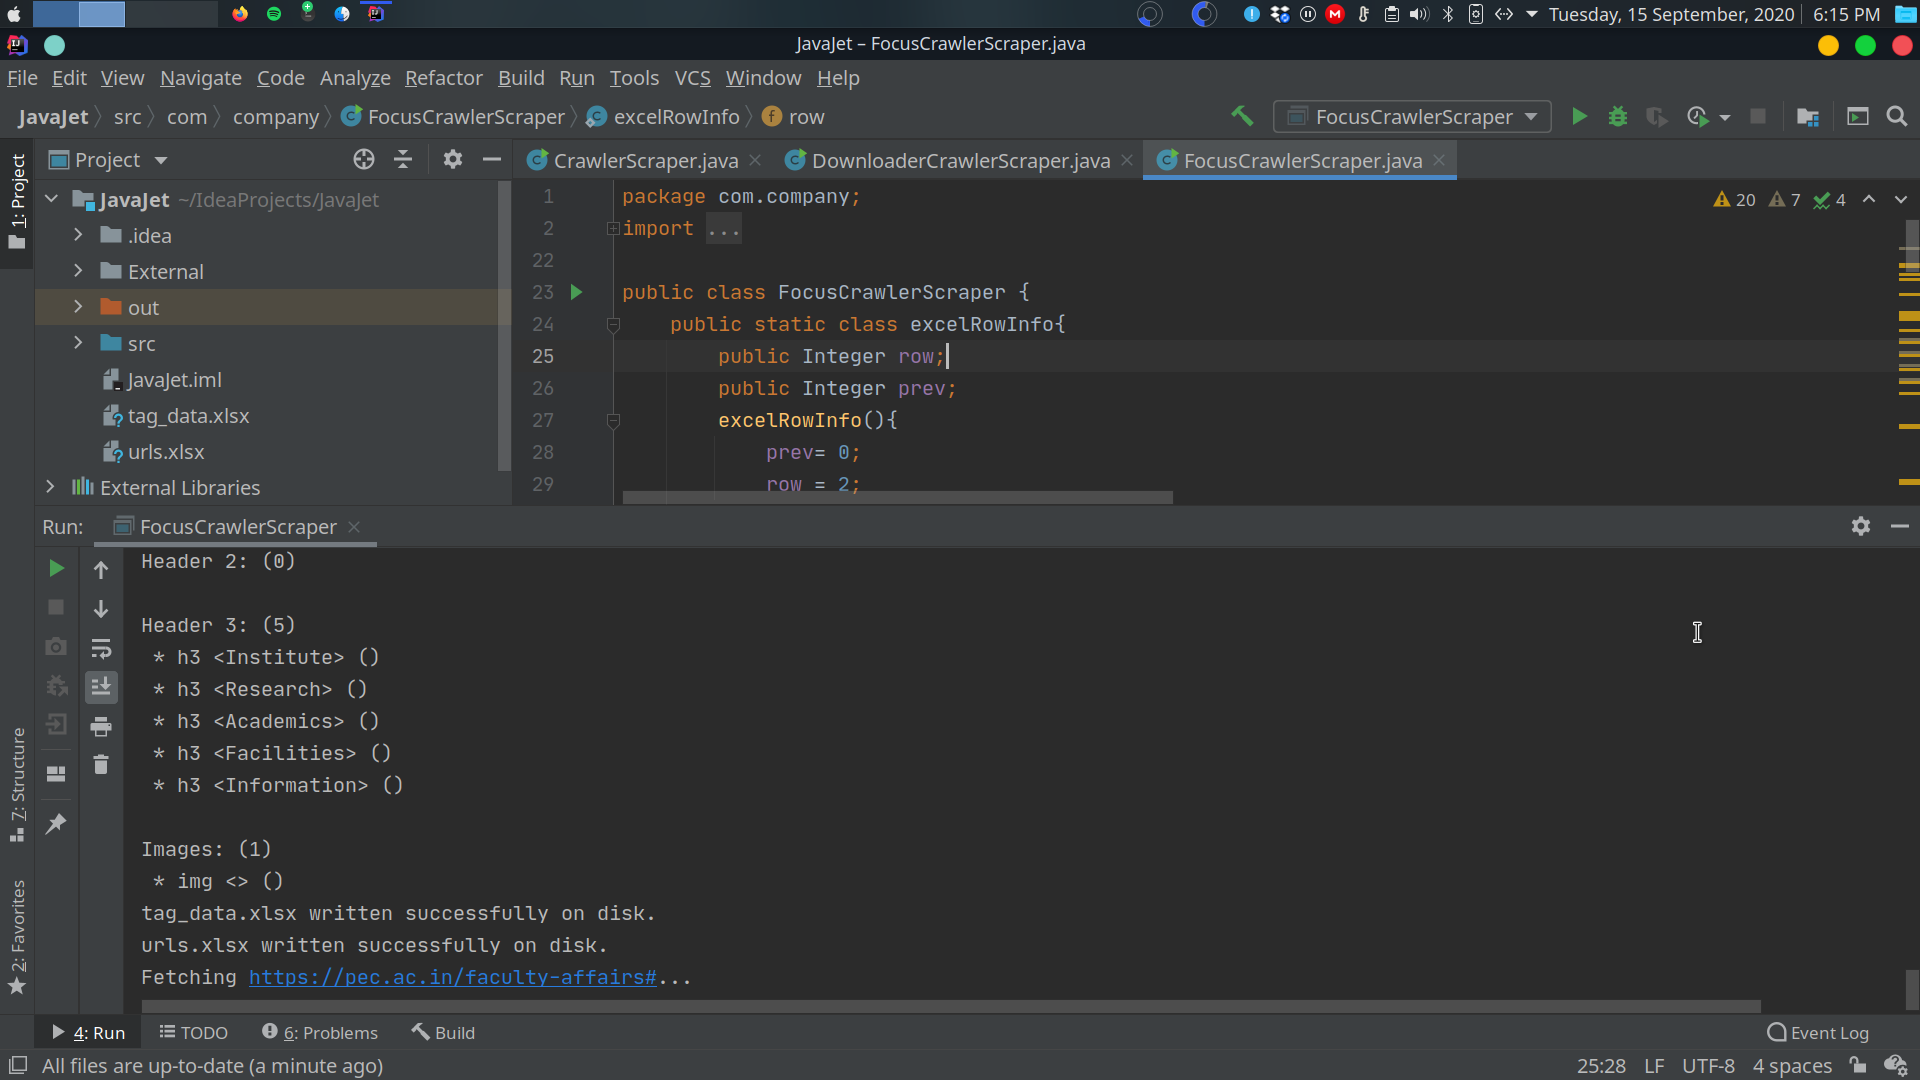 Tuesday, 15 September, 2020 6:15 PM
JavaJet – FocusCrawlerScraper.java
File Edit View Navigate Code Analyze Refactor Build Run Tools VCS Window Help
JavaJet src com company FocusCrawlerScraper excelRowInfo row FocusCrawlerScraper
1: Project
Project
CrawlerScraper.java DownloaderCrawlerScraper.java FocusCrawlerScraper.java
JavaJet ~/IdeaProjects/JavaJet
.idea
External
out
src
JavaJet.iml
tag_data.xlsx
urls.xlsx
External Libraries
20 7 4
1 package com.company;
2 import ...
22
23 public class FocusCrawlerScraper {
24 public static class excelRowInfo{
25 public Integer row;
26 public Integer prev;
27 excelRowInfo(){
28 prev= 0;
29 row = 2;
Run: FocusCrawlerScraper
Header 2: (0)
Header 3: (5)
* h3 <Institute> ()
* h3 <Research> ()
* h3 <Academics> ()
* h3 <Facilities> ()
* h3 <Information> ()
Images: (1)
* img <> ()
tag_data.xlsx written successfully on disk.
urls.xlsx written successfully on disk.
Fetching https://pec.ac.in/faculty-affairs#...
7: Structure
2: Favorites
4: Run TODO 6: Problems Build Event Log
All files are up-to-date (a minute ago) 25:28 LF UTF-8 4 spaces